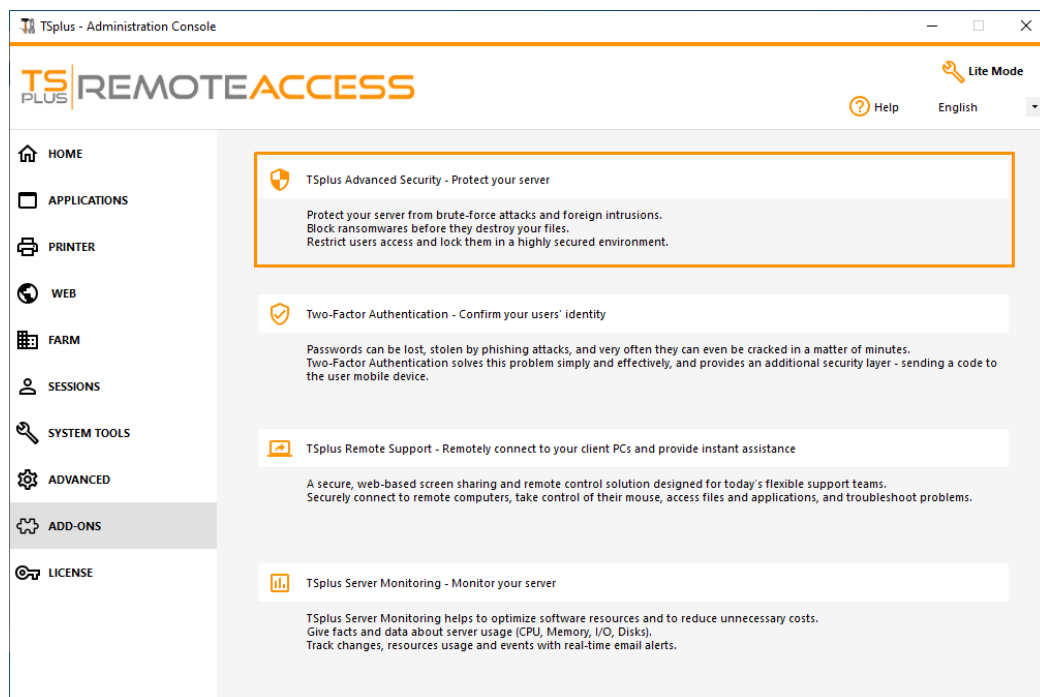 TSplus - Administration Console
TS PLUS REMOTEACCESS
Lite Mode
Help
English
HOME
APPLICATIONS
PRINTER
WEB
FARM
SESSIONS
SYSTEM TOOLS
ADVANCED
ADD-ONS
LICENSE
TSplus Advanced Security - Protect your server
Protect your server from brute-force attacks and foreign intrusions.
Block ransomwares before they destroy your files.
Restrict users access and lock them in a highly secured environment.
Two-Factor Authentication - Confirm your users' identity
Passwords can be lost, stolen by phishing attacks, and very often they can even be cracked in a matter of minutes.
Two-Factor Authentication solves this problem simply and effectively, and provides an additional security layer - sending a code to
the user mobile device.
TSplus Remote Support - Remotely connect to your client PCs and provide instant assistance
A secure, web-based screen sharing and remote control solution designed for today's flexible support teams.
Securely connect to remote computers, take control of their mouse, access files and applications, and troubleshoot problems.
TSplus Server Monitoring - Monitor your server
TSplus Server Monitoring helps to optimize software resources and to reduce unnecessary costs.
Give facts and data about server usage (CPU, Memory, I/O, Disks).
Track changes, resources usage and events with real-time email alerts.